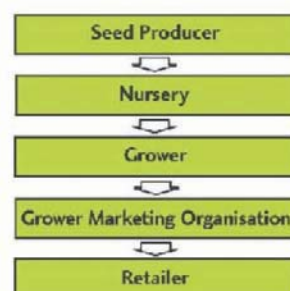 Seed Producer
Nursery
Grower
Grower Marketing Organisation
Retailer